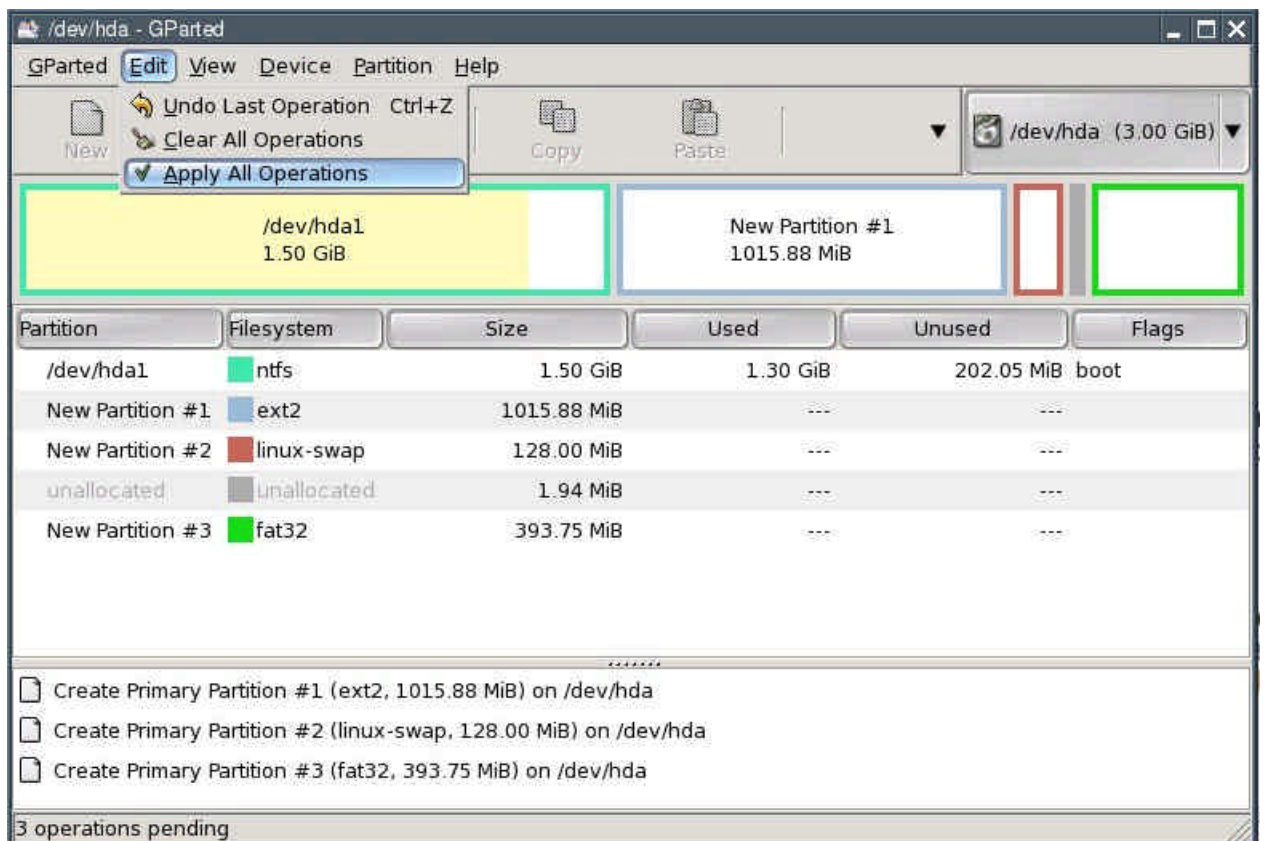 /dev/hda - GParted
GParted Edit View Device Partition Help
Undo Last Operation Ctrl+Z
Clear All Operations
Apply All Operations
New Copy Paste /dev/hda (3.00 GiB)
/dev/hda1
1.50 GiB
New Partition #1
1015.88 MiB
Partition Filesystem Size Used Unused Flags
/dev/hda1 ntfs 1.50 GiB 1.30 GiB 202.05 MiB boot
New Partition #1 ext2 1015.88 MiB --- ---
New Partition #2 linux-swap 128.00 MiB --- ---
unallocated unallocated 1.94 MiB --- ---
New Partition #3 fat32 393.75 MiB --- ---
Create Primary Partition #1 (ext2, 1015.88 MiB) on /dev/hda
Create Primary Partition #2 (linux-swap, 128.00 MiB) on /dev/hda
Create Primary Partition #3 (fat32, 393.75 MiB) on /dev/hda
3 operations pending